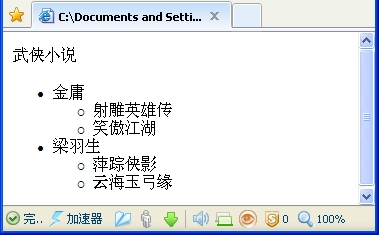 C:\Documents and Setti...
武侠小说
金庸
射雕英雄传
笑傲江湖
梁羽生
萍踪侠影
云海玉弓缘
完..
加速器
0
100%